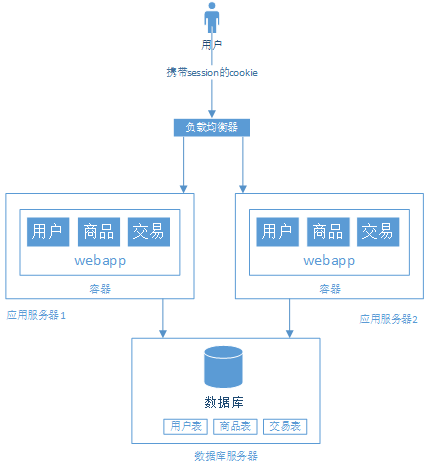 用户
携带session的cookie
负载均衡器
用户 商品 交易
webapp
容器
应用服务器1
用户 商品 交易
webapp
容器
应用服务器2
数据库
用户表 商品表 交易表
数据库服务器